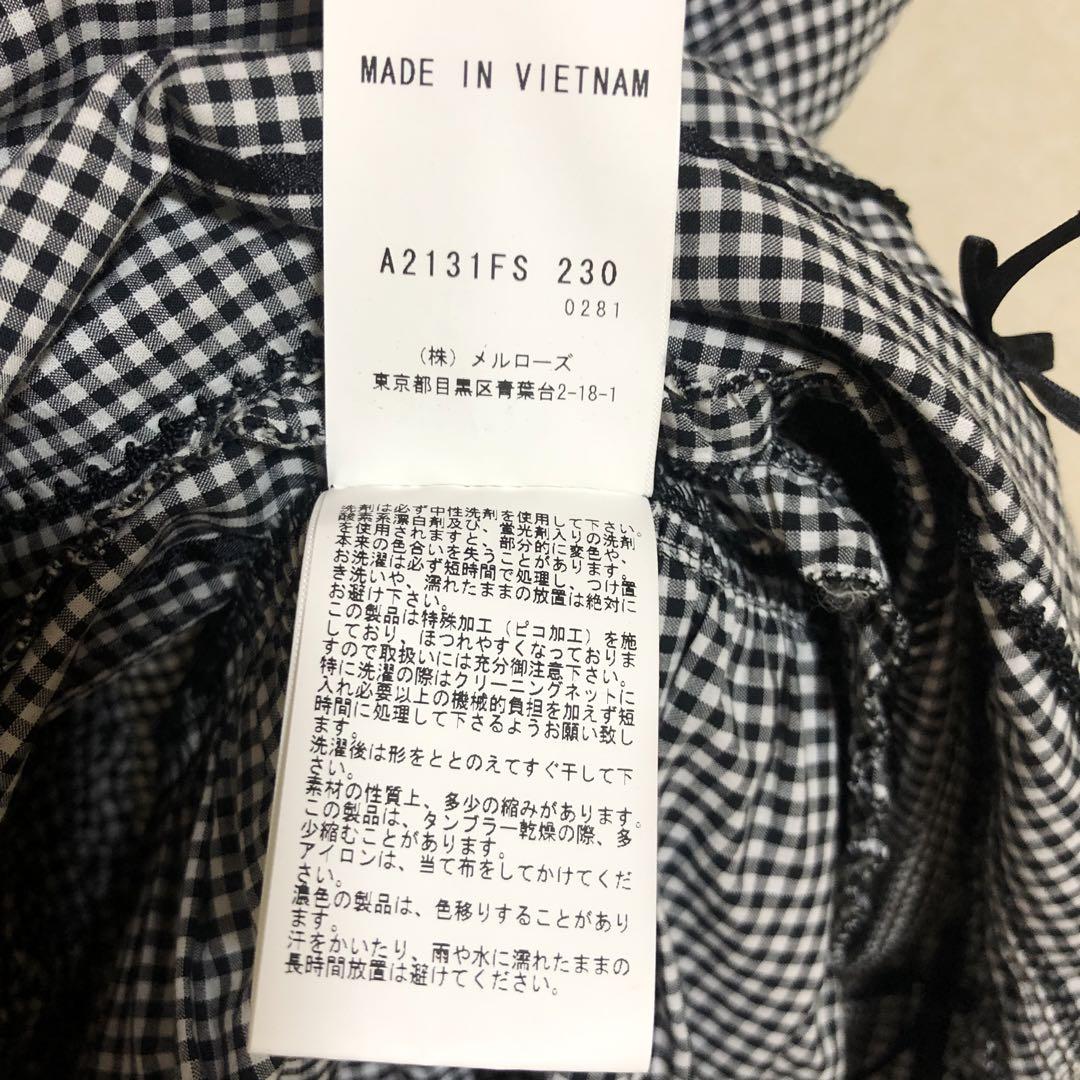 MADE IN VIETNAM
A2131FS 230
0281
(株) メルローズ
東京都目黒区青葉台2-18-1
洗剤は必ず中性洗剤を使用して下さい。
使用されますと、部分的に変色や、
本来の色合いを失うことがあります。
お洗濯は必ず短時間で処理し、つけ置
き洗いや、濡れたままの放置は絶対に
お避け下さい。
この製品は特殊加工(ピコ加工)を施
しており、ほつれやすくなっておりま
すので取扱いには充分御注意下さい。
特に洗濯の際はクリーニングネットに
入れ必要以上の機械的負担を加えず短
時間に処理して下さるようお願い致し
ます。
洗濯後は形をととのえてすぐ干して下
さい。
素材の性質上、多少の縮みがあります。
この製品は、タンブラー乾燥の際、多
少縮むことがあります。
アイロンは、当て布をしてかけてくだ
さい。
濃色の製品は、色移りすることがあり
ます。
汗をかいたり、雨や水に濡れたままの
長時間放置は避けてください。